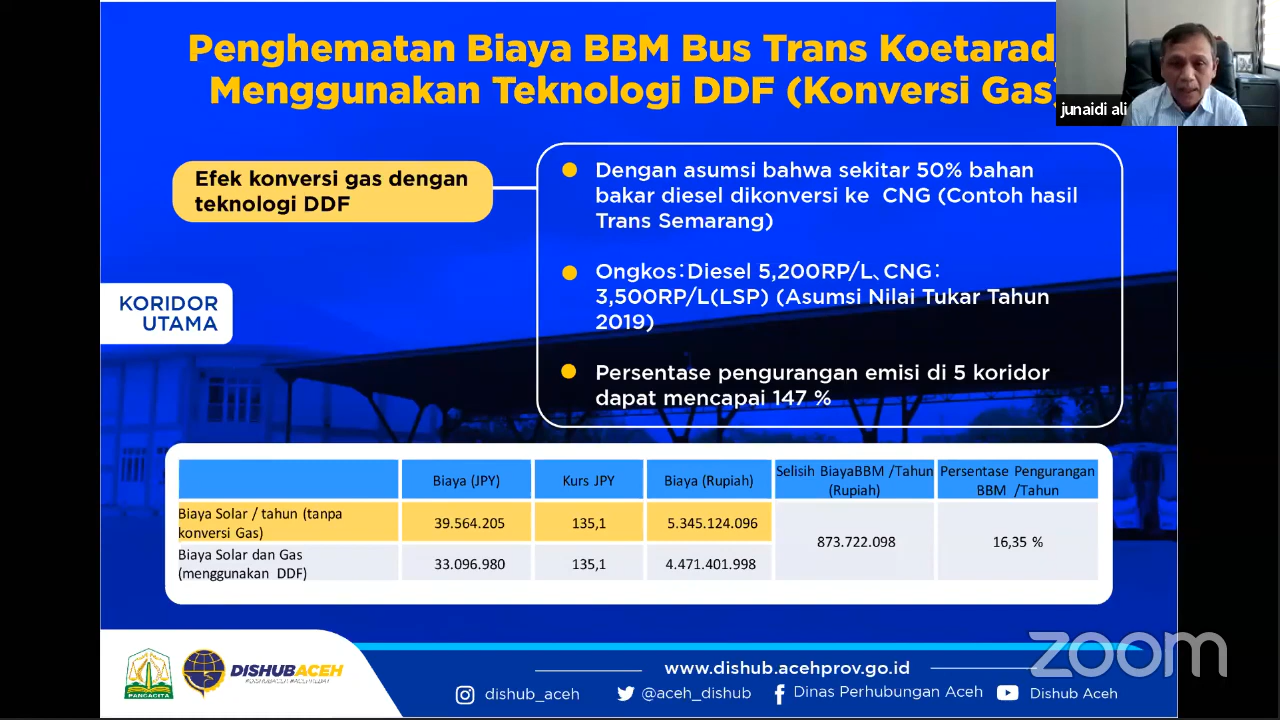 Penghematan Biaya BBM Bus Trans Koetarad
Menggunakan Teknologi DDF (Konversi Gas)
junaidi ali
Efek konversi gas dengan
teknologi DDF
Dengan asumsi bahwa sekitar 50% bahan
bakar diesel dikonversi ke CNG (Contoh hasil
Trans Semarang)
Ongkos：Diesel 5,200RP/L、CNG：
3,500RP/L(LSP) (Asumsi Nilai Tukar Tahun
2019)
Persentase pengurangan emisi di 5 koridor
dapat mencapai 147 %
KORIDOR
UTAMA
Biaya (JPY) Kurs JPY Biaya (Rupiah) Selisih BiayaBBM /Tahun (Rupiah) Persentase Pengurangan BBM /Tahun
Biaya Solar / tahun (tanpa
konversi Gas) 39.564.205 135,1 5.345.124.096
873.722.098 16,35 %
Biaya Solar dan Gas
(menggunakan DDF) 33.096.980 135,1 4.471.401.998
zoom
PANCACITA
DISHUBACEH
www.dishub.acehprov.go.id
dishub_aceh @aceh_dishub Dinas Perhubungan Aceh Dishub Aceh